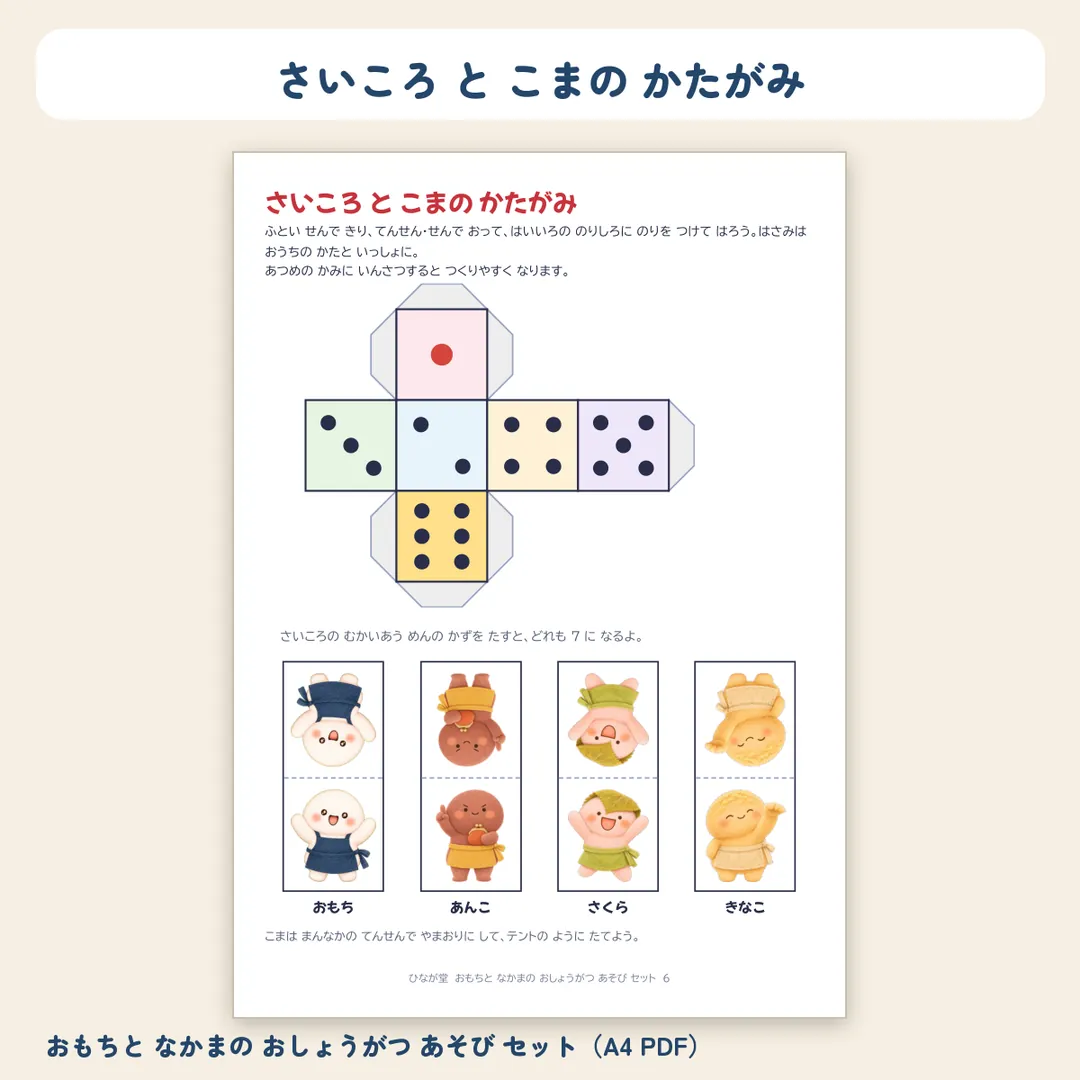 さいころ と こまの かたがみ
さいころ と こまの かたがみ
ふとい せんで きり、てんせん・せんで おって、はいいろの のりしろに のりを つけて はろう。はさみは
おうちの かたと いっしょに。
あつめの かみに いんさつすると つくりやすく なります。
さいころの むかいあう めんの かずを たすと、どれも 7 に なるよ。
おもち
あんこ
さくら
きなこ
こまは まんなかの てんせんで やまおりに して、テントの ように たてよう。
ひなが堂 おもちと なかまの おしょうがつ あそび セット 6
おもちと なかまの おしょうがつ あそび セット（A4 PDF）